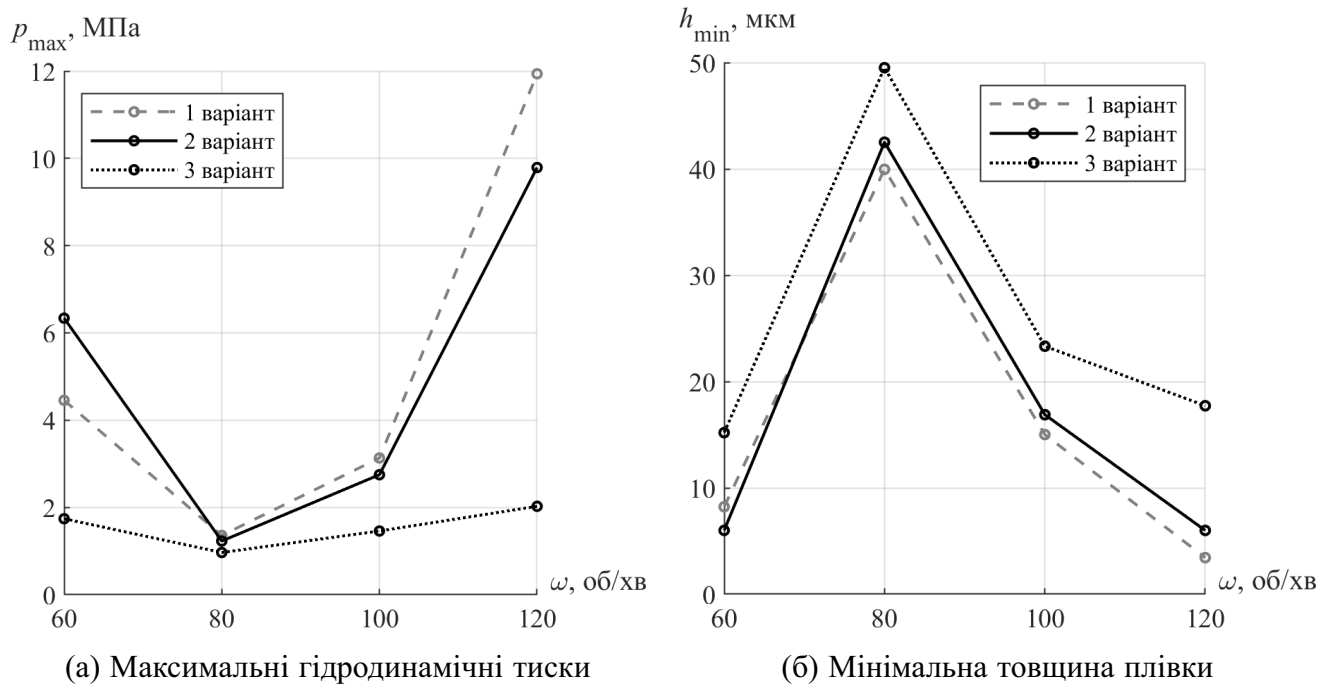 p_max, МПа
12
10
8
6
4
2
0
60
80
100
120
ω, об/хв
1 варіант
2 варіант
3 варіант
(а) Максимальні гідродинамічні тиски
h_min, мкм
50
40
30
20
10
0
60
80
100
120
ω, об/хв
1 варіант
2 варіант
3 варіант
(б) Мінімальна товщина плівки